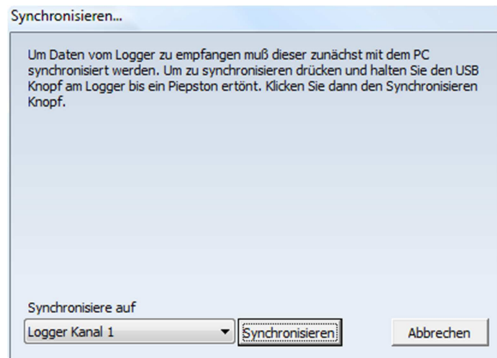 Synchronisieren...
Um Daten vom Logger zu empfangen muß dieser zunächst mit dem PC
synchronisiert werden. Um zu synchronisieren drücken und halten Sie den USB
Knopf am Logger bis ein Piepston ertönt. Klicken Sie dann den Synchronisieren
Knopf.
Synchronisiere auf
Logger Kanal 1 Synchronisieren Abbrechen